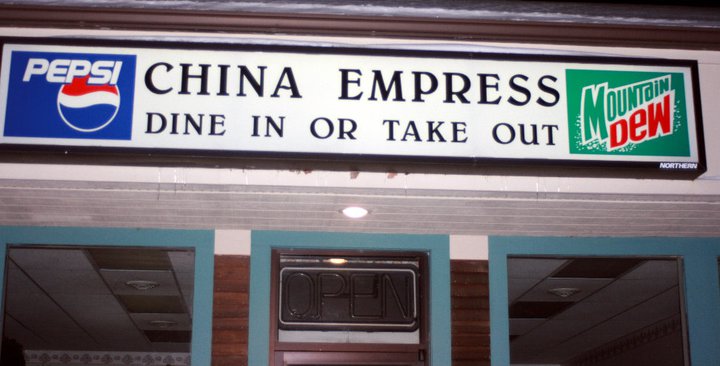 PEPSI
CHINA EMPRESS
DINE IN OR TAKE OUT
MOUNTAIN
DEW
NORTHERN
OPEN